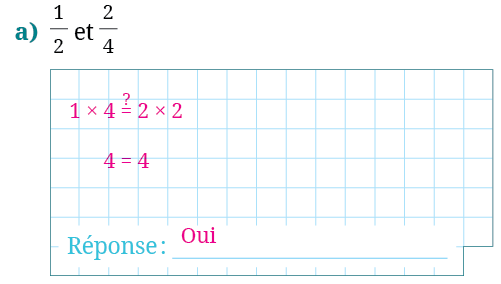 a) 1/2 et 2/4
1 × 4 ≟ 2 × 2
4 = 4
Réponse : Oui